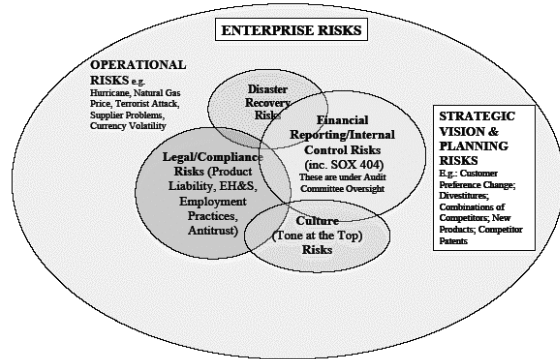 ENTERPRISE RISKS
OPERATIONAL
RISKS e.g.
Hurricane, Natural Gas
Price, Terrorist Attack,
Supplier Problems,
Currency Volatility
Disaster
Recovery
Risks
Financial
Reporting/Internal
Control Risks
(inc. SOX 404)
These are under Audit
Committee Oversight
Legal/Compliance
Risks (Product
Liability, EH&S,
Employment
Practices,
Antitrust)
Culture
(Tone at the Top)
Risks
STRATEGIC
VISION &
PLANNING
RISKS
E.g.: Customer
Preference Change;
Divestitures;
Combinations of
Competitors; New
Products; Competitor
Patents